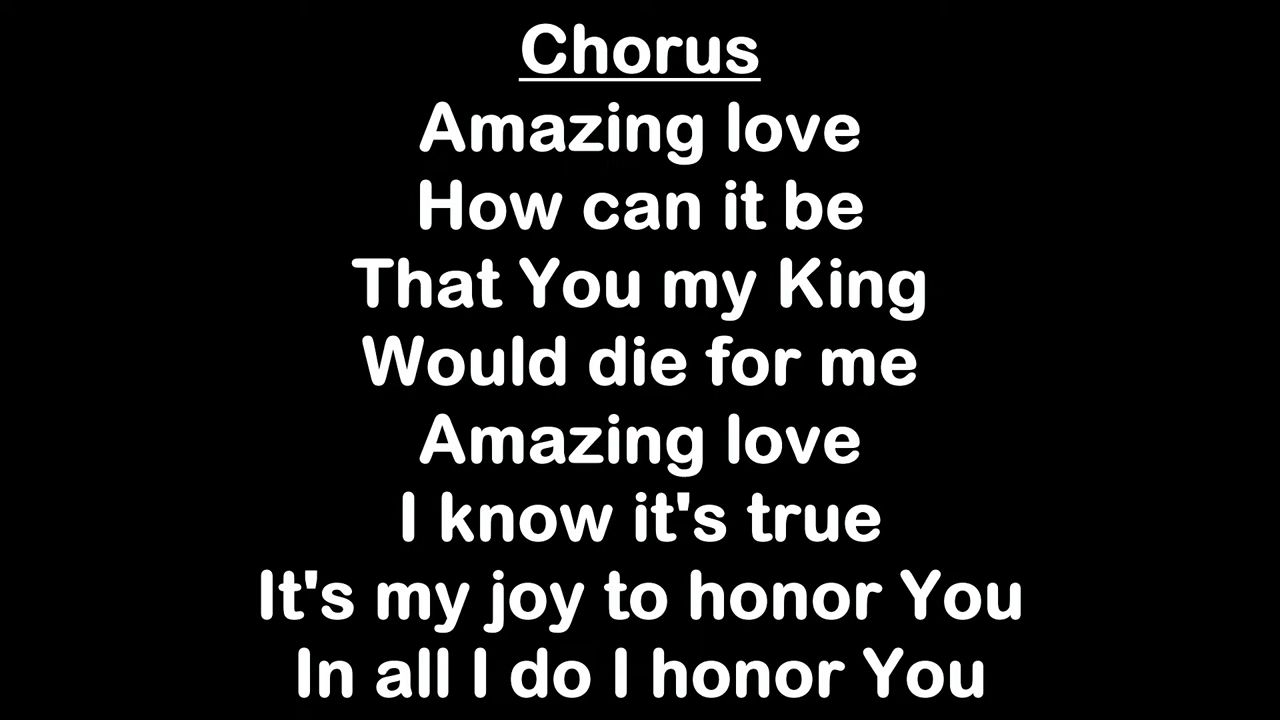 Chorus
Amazing love
How can it be
That You my King
Would die for me
Amazing love
I know it's true
It's my joy to honor You
In all I do I honor You